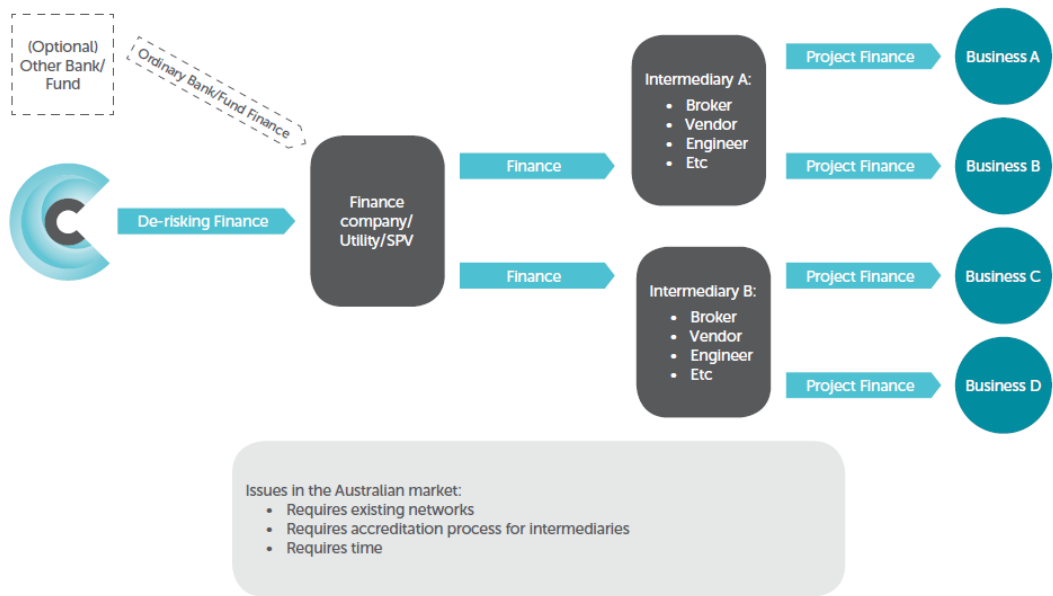 (Optional)
Other Bank/
Fund
Ordinary Bank/Fund Finance
De-risking Finance
Finance
company/
Utility/SPV
Finance
Finance
Intermediary A:
• Broker
• Vendor
• Engineer
• Etc
Intermediary B:
• Broker
• Vendor
• Engineer
• Etc
Project Finance
Business A
Project Finance
Business B
Project Finance
Business C
Project Finance
Business D
Issues in the Australian market:
• Requires existing networks
• Requires accreditation process for intermediaries
• Requires time